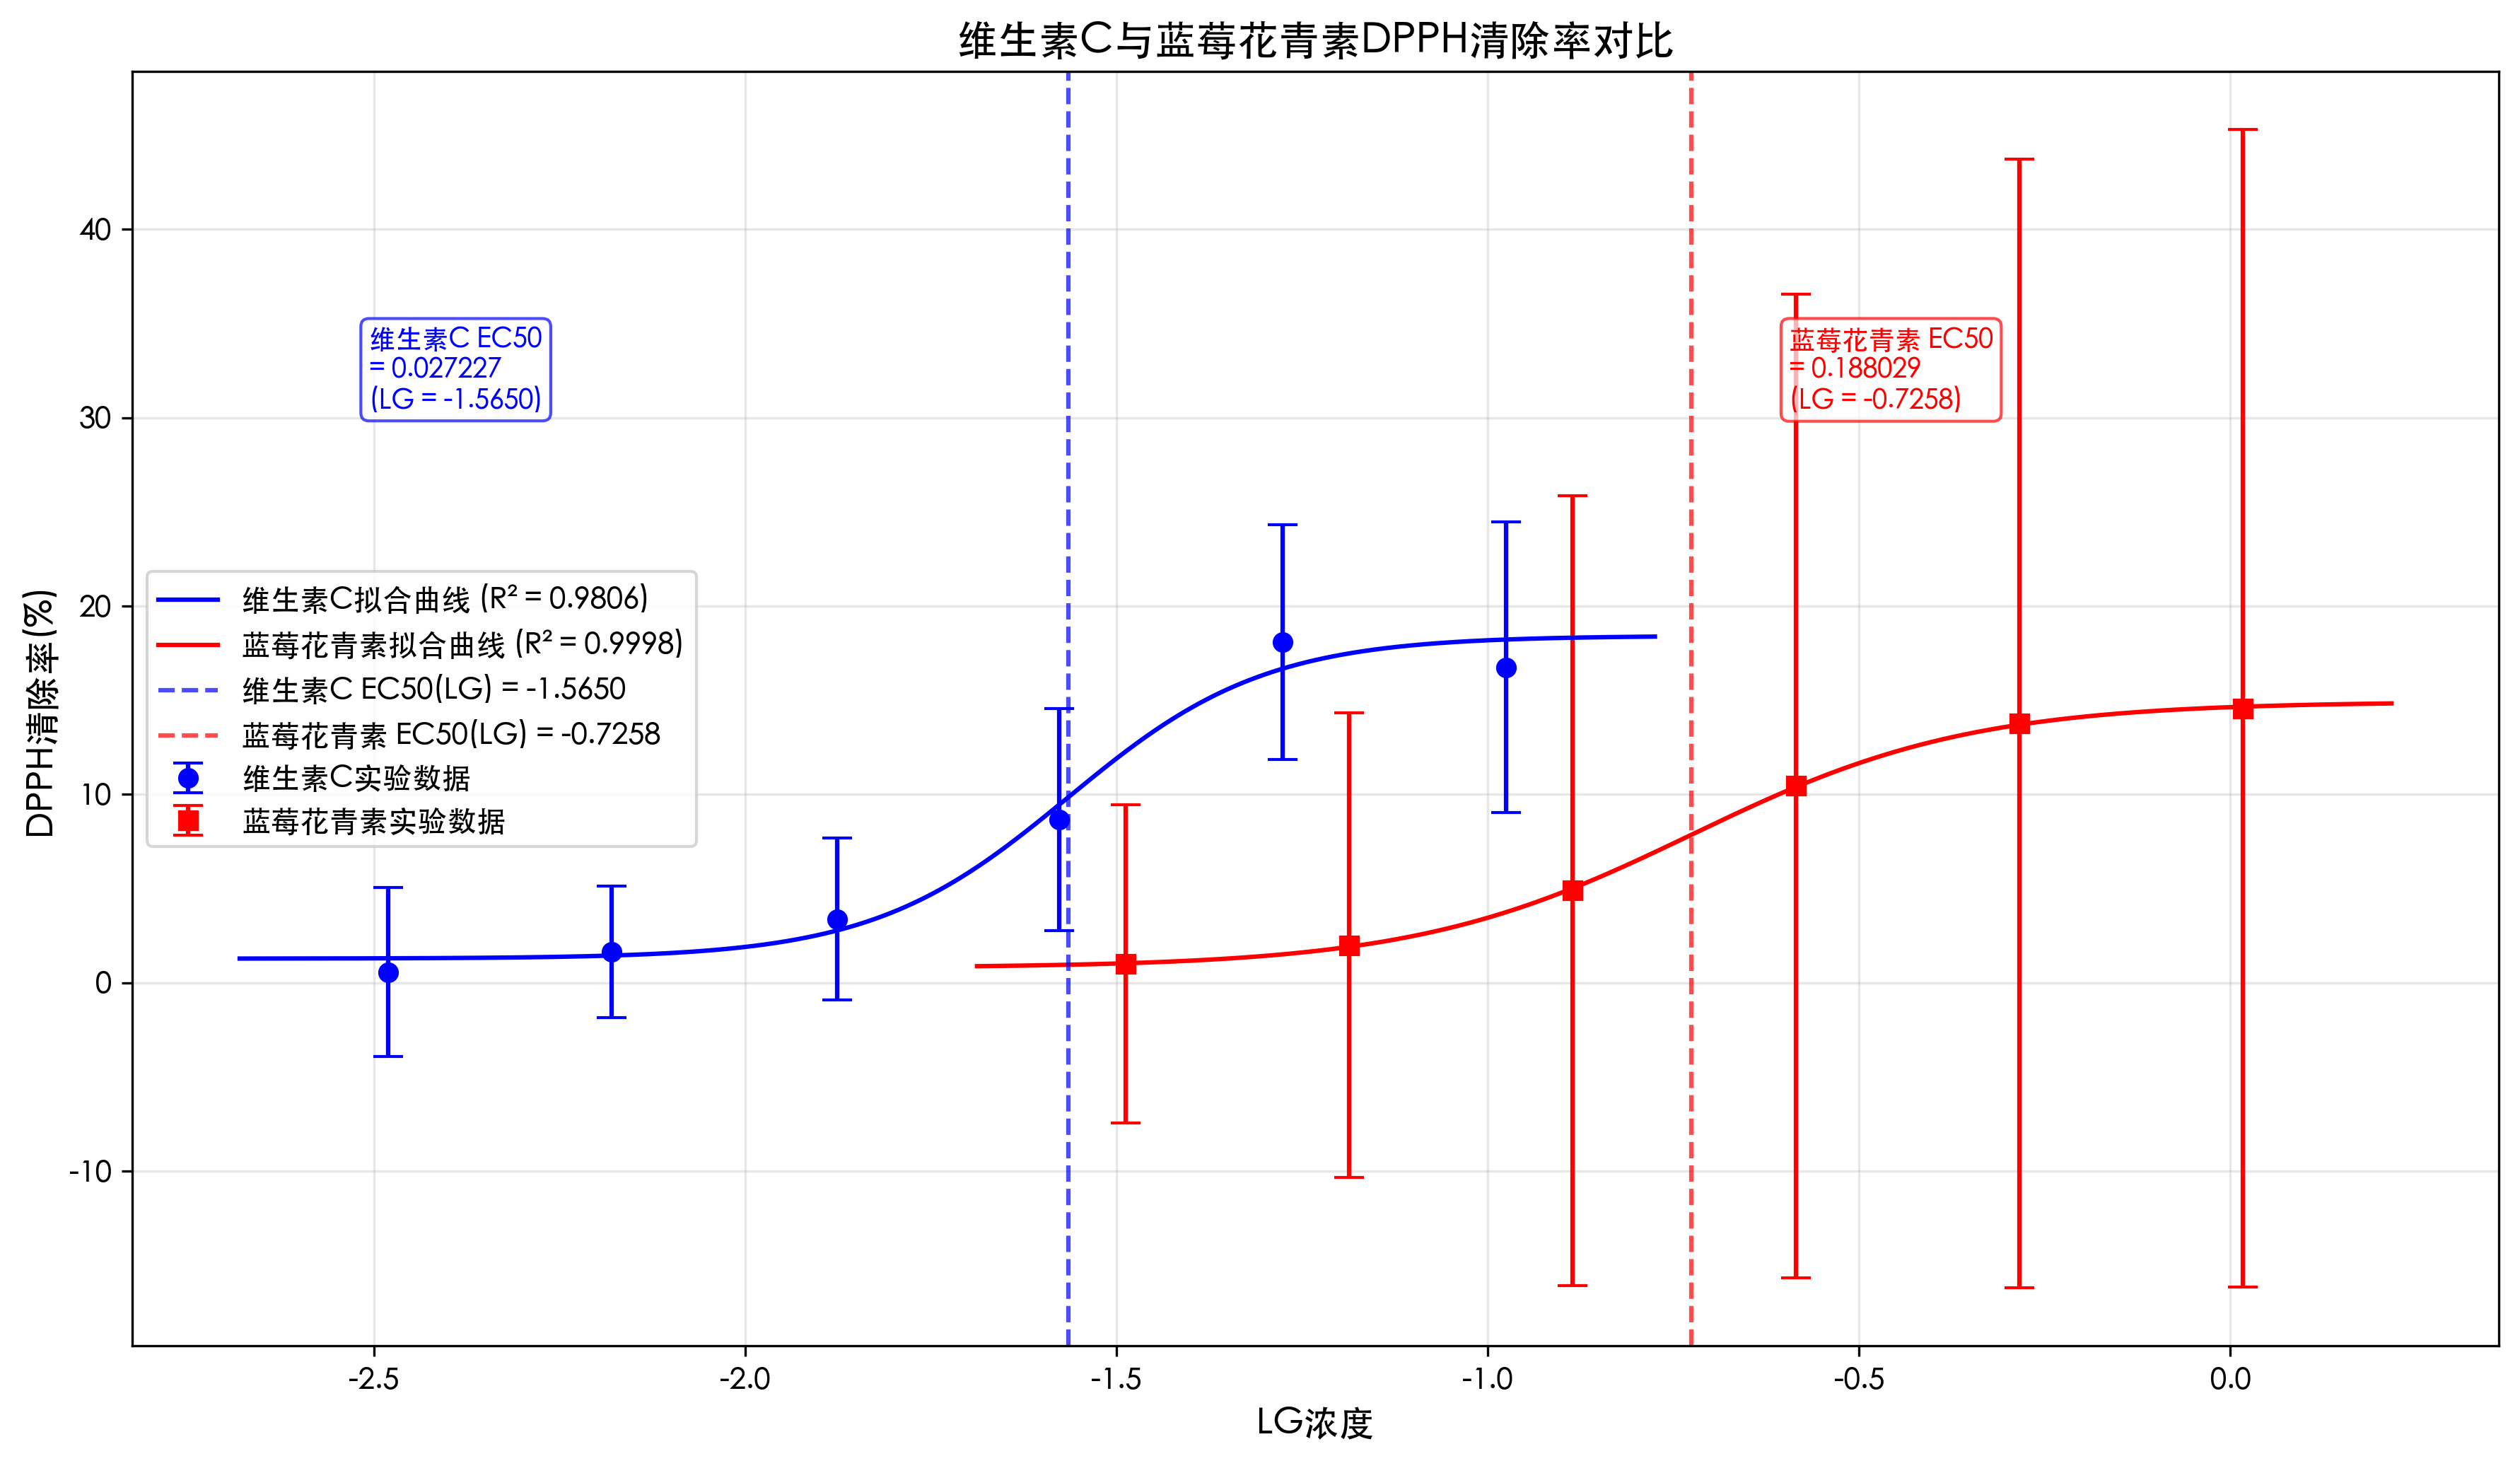 维生素C与蓝莓花青素DPPH清除率对比
DPPH清除率(%)
40
30
20
10
0
-10
维生素C EC50
= 0.027227
(LG = -1.5650)
蓝莓花青素 EC50
= 0.188029
(LG = -0.7258)
维生素C拟合曲线 (R² = 0.9806)
蓝莓花青素拟合曲线 (R² = 0.9998)
维生素C EC50(LG) = -1.5650
蓝莓花青素 EC50(LG) = -0.7258
维生素C实验数据
蓝莓花青素实验数据
-2.5
-2.0
-1.5
-1.0
-0.5
0.0
LG浓度